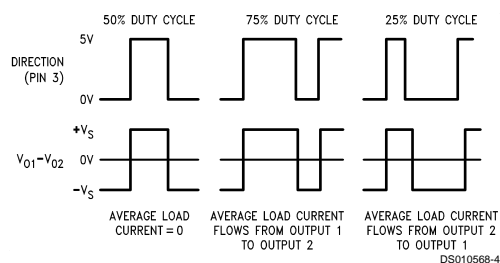 50% DUTY CYCLE
75% DUTY CYCLE
25% DUTY CYCLE
5V
DIRECTION
(PIN 3)
0V
+VS
VO1−VO2
0V
−VS
AVERAGE LOAD
CURRENT = 0
AVERAGE LOAD CURRENT
FLOWS FROM OUTPUT 1
TO OUTPUT 2
AVERAGE LOAD CURRENT
FLOWS FROM OUTPUT 2
TO OUTPUT 1
DS010568-4